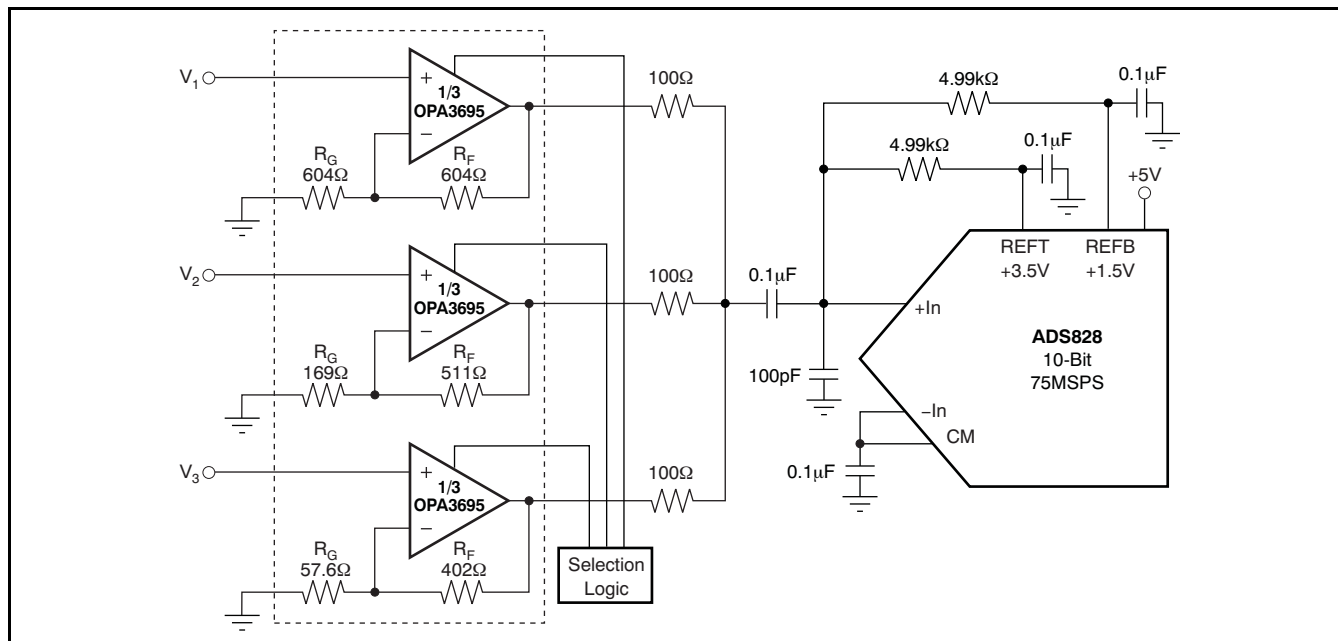 V1
+
1/3
OPA3695
−
RG
604Ω
RF
604Ω
100Ω
V2
+
1/3
OPA3695
−
RG
169Ω
RF
511Ω
100Ω
V3
+
1/3
OPA3695
−
RG
57.6Ω
RF
402Ω
100Ω
Selection
Logic
0.1μF
100pF
4.99kΩ
0.1μF
4.99kΩ
0.1μF
+5V
REFT
+3.5V
REFB
+1.5V
+In
ADS828
10-Bit
75MSPS
−In
CM
0.1μF